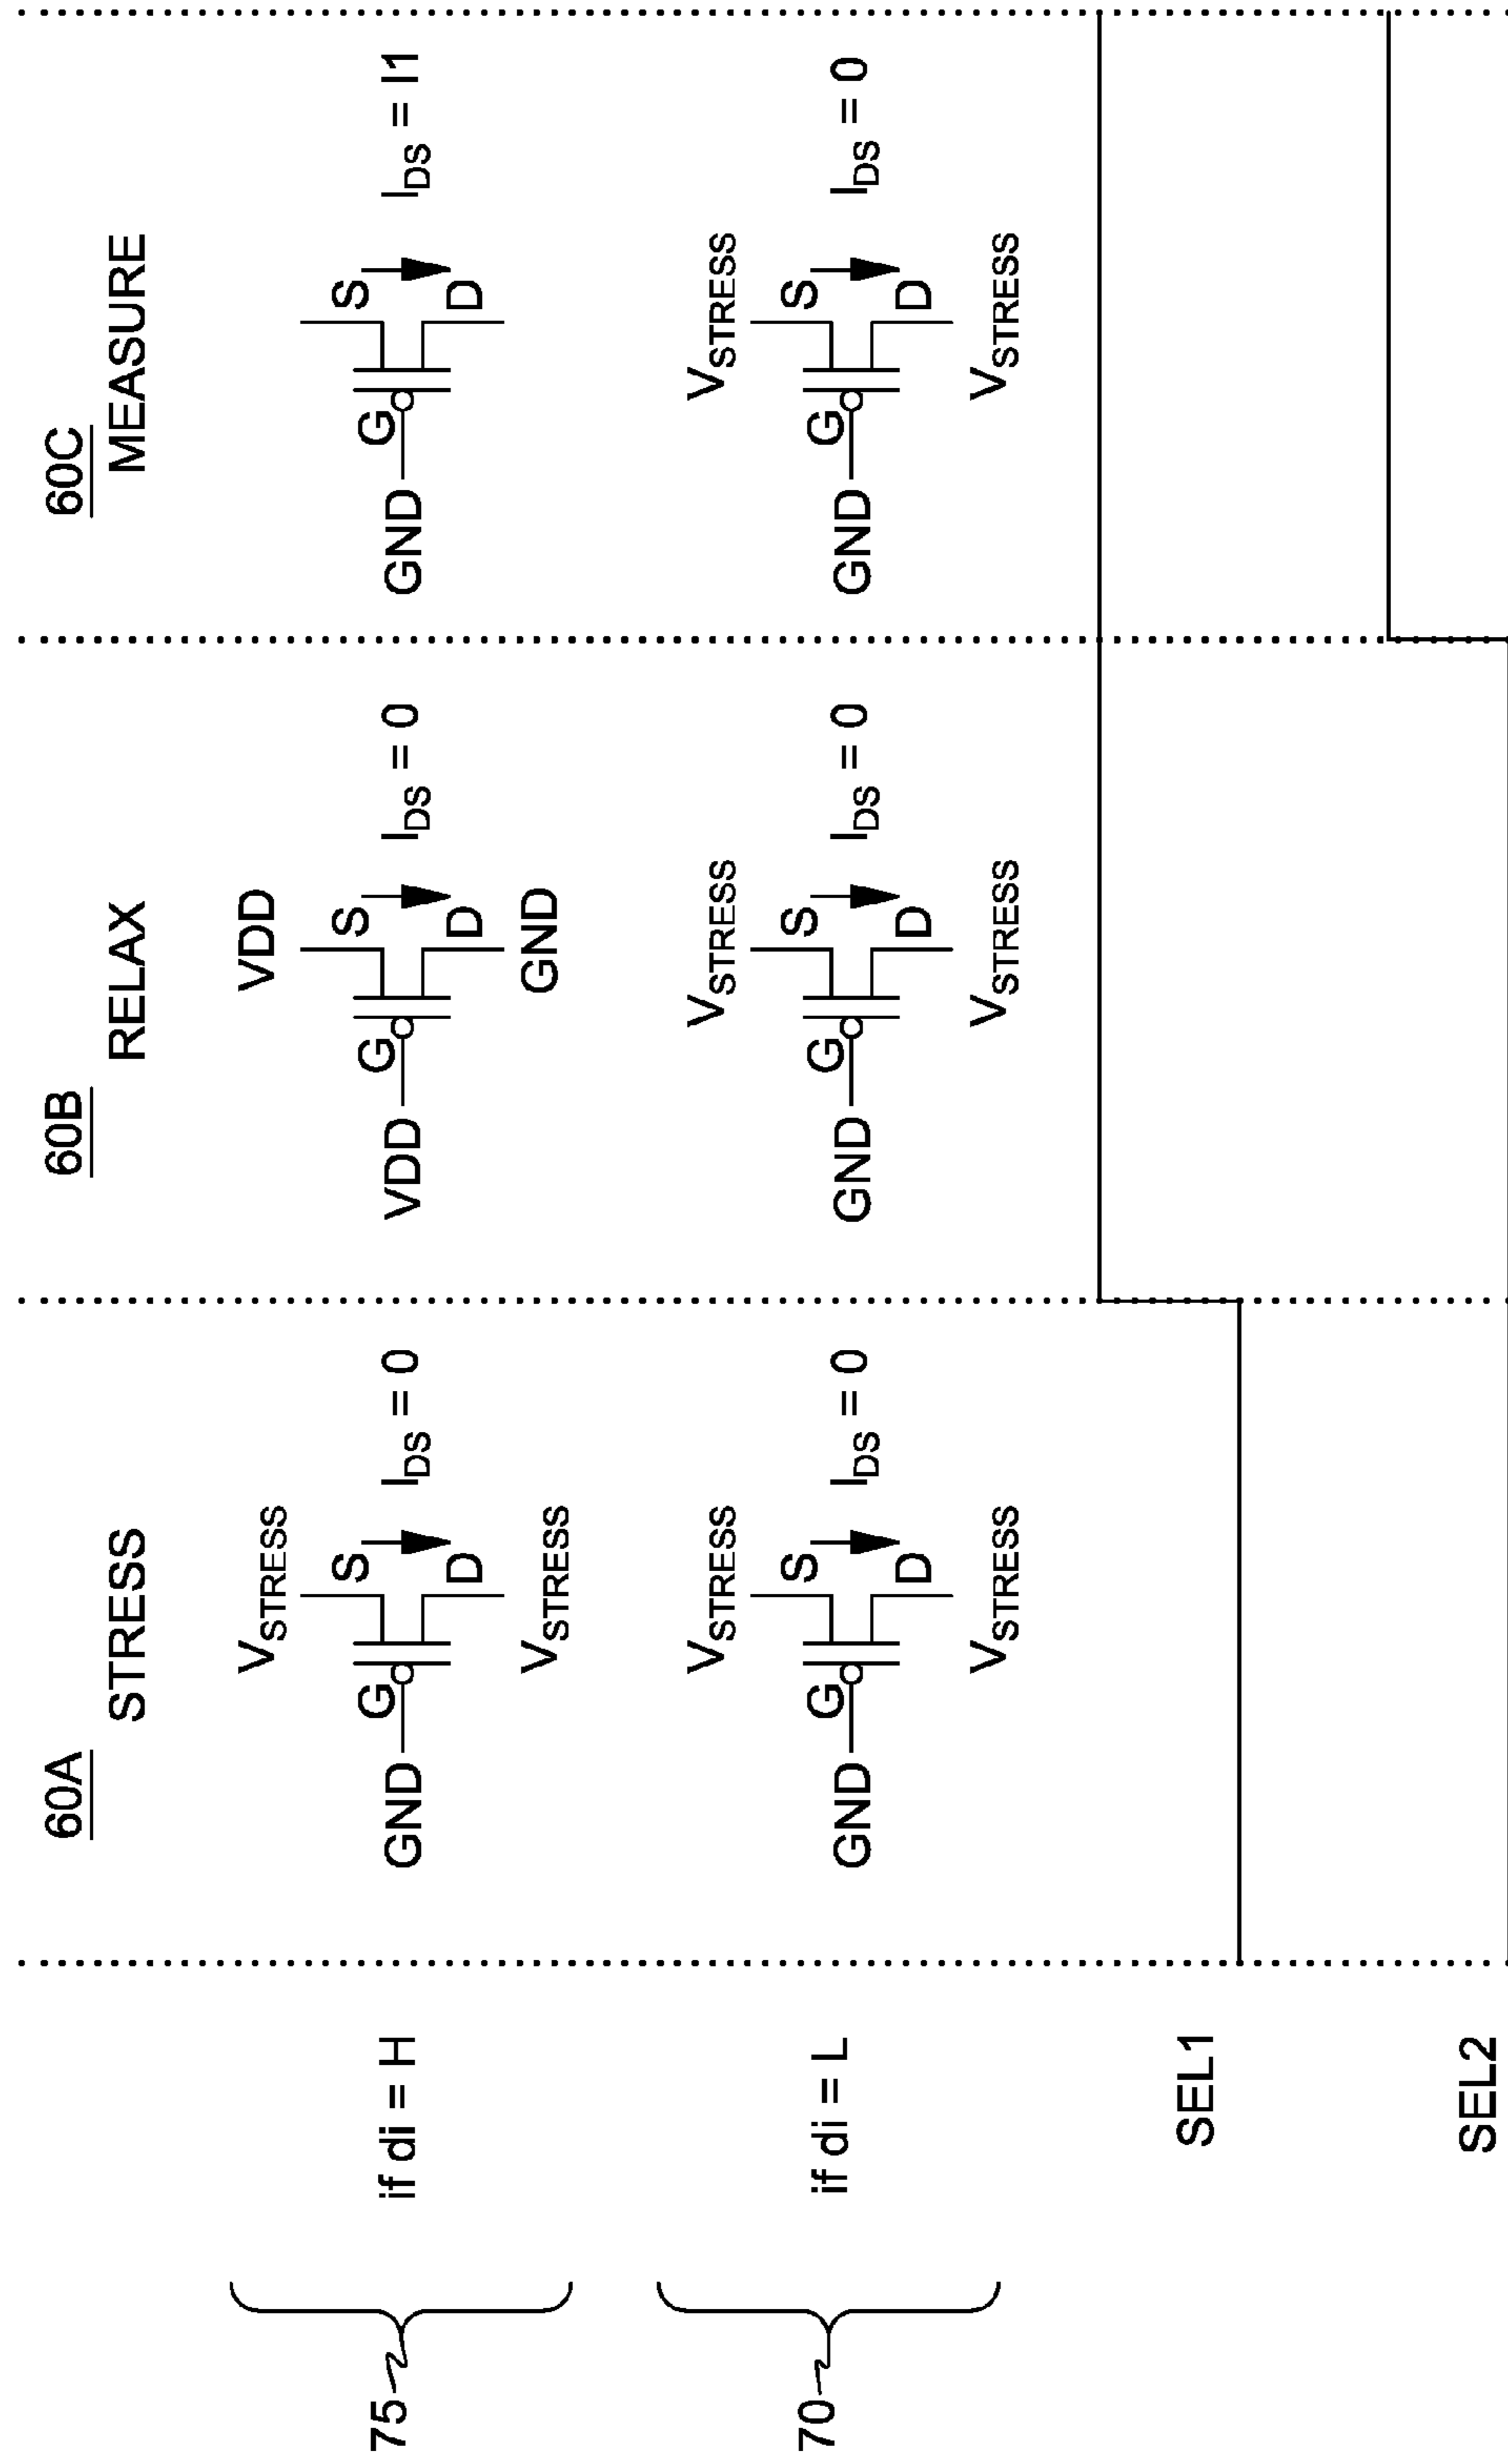 60A
STRESS
60B
RELAX
60C
MEASURE
75
if di = H
VSTRESS
GND
G
S
D
VSTRESS
IDS = 0
VDD
VDD
G
S
D
GND
IDS = 0
GND
G
S
D
IDS = I1
70
if di = L
VSTRESS
GND
G
S
D
VSTRESS
IDS = 0
VSTRESS
GND
G
S
D
VSTRESS
IDS = 0
VSTRESS
GND
G
S
D
VSTRESS
IDS = 0
SEL1
SEL2